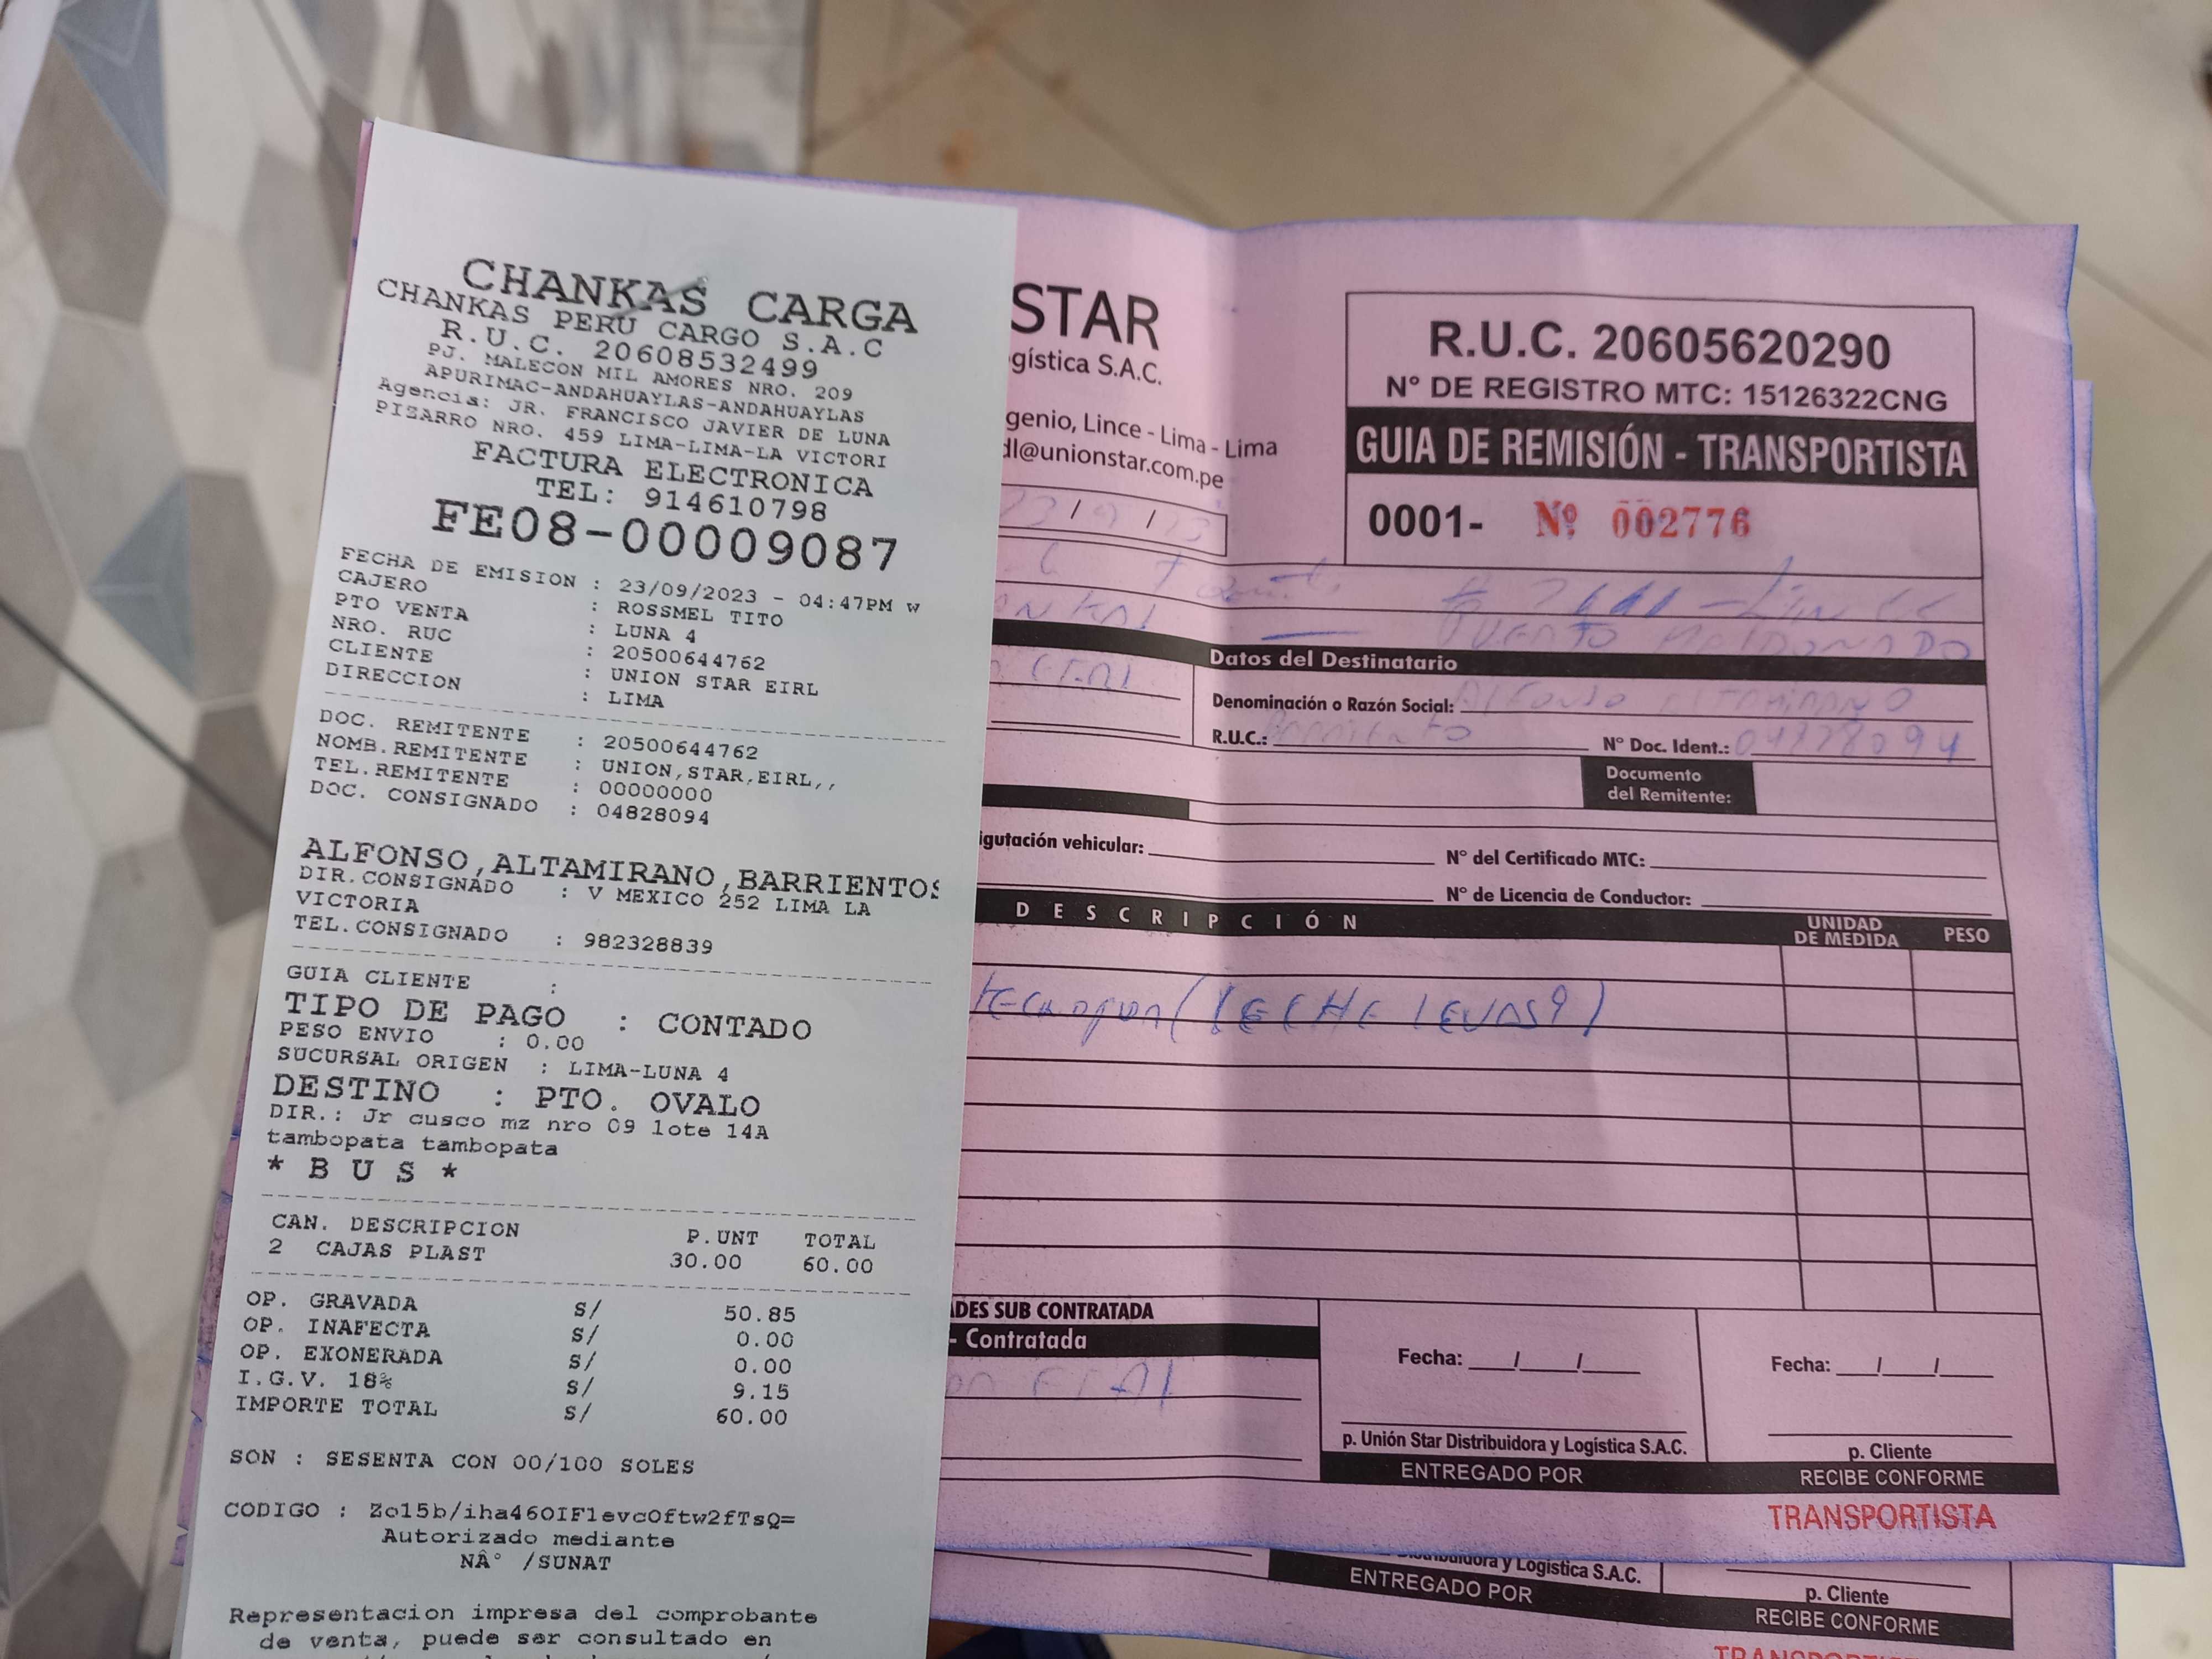 CHANKAS CARGA
CHANKAS PERU CARGO S.A.C
R.U.C. 20608532499
PJ. MALECON MIL AMORES NRO. 209
APURIMAC-ANDAHUAYLAS-ANDAHUAYLAS
Agencia: JR. FRANCISCO JAVIER DE LUNA
PIZARRO NRO. 459 LIMA-LIMA-LA VICTORI
FACTURA ELECTRONICA
TEL: 914610798
FE08-00009087
FECHA DE EMISION : 23/09/2023 - 04:47PM W
CAJERO : ROSSMEL TITO
PTO VENTA : LUNA 4
NRO. RUC : 20500644762
CLIENTE : UNION STAR EIRL
DIRECCION : LIMA
DOC. REMITENTE : 20500644762
NOMB.REMITENTE : UNION,STAR,EIRL,,
TEL.REMITENTE : 00000000
DOC. CONSIGNADO : 04828094
ALFONSO,ALTAMIRANO,BARRIENTOS
DIR.CONSIGNADO : V MEXICO 252 LIMA LA
VICTORIA
TEL.CONSIGNADO : 982328839
GUIA CLIENTE :
TIPO DE PAGO : CONTADO
PESO ENVIO : 0.00
SUCURSAL ORIGEN : LIMA-LUNA 4
DESTINO : PTO. OVALO
DIR.: Jr cusco mz nro 09 lote 14A
tambopata tambopata
* B U S *
CAN. DESCRIPCION P.UNT TOTAL
2 CAJAS PLAST 30.00 60.00
OP. GRAVADA S/ 50.85
OP. INAFECTA S/ 0.00
OP. EXONERADA S/ 0.00
I.G.V. 18% S/ 9.15
IMPORTE TOTAL S/ 60.00
SON : SESENTA CON 00/100 SOLES
CODIGO : Zo15b/iha46OIF1evcOftw2fTsQ=
Autorizado mediante
NÂ° /SUNAT
Representacion impresa del comprobante
de venta, puede ser consultado en
STAR
gística S.A.C.
genio, Lince - Lima - Lima
dl@unionstar.com.pe
R.U.C. 20605620290
N° DE REGISTRO MTC: 15126322CNG
GUIA DE REMISIÓN - TRANSPORTISTA
0001- Nº 002776
PUERTO MALDONADO
Datos del Destinatario
Denominación o Razón Social: ALFONSO ALTAMIRANO
R.U.C.: Barriento N° Doc. Ident.: 04828094
Documento
del Remitente:
igutación vehicular: N° del Certificado MTC:
N° de Licencia de Conductor:
DESCRIPCIÓN UNIDAD DE MEDIDA PESO
(LECHE
ADES SUB CONTRATADA
- Contratada
Fecha: / / Fecha: / /
p. Unión Star Distribuidora y Logística S.A.C. p. Cliente
ENTREGADO POR RECIBE CONFORME
TRANSPORTISTA
y Logística S.A.C. p. Cliente
ENTREGADO POR RECIBE CONFORME